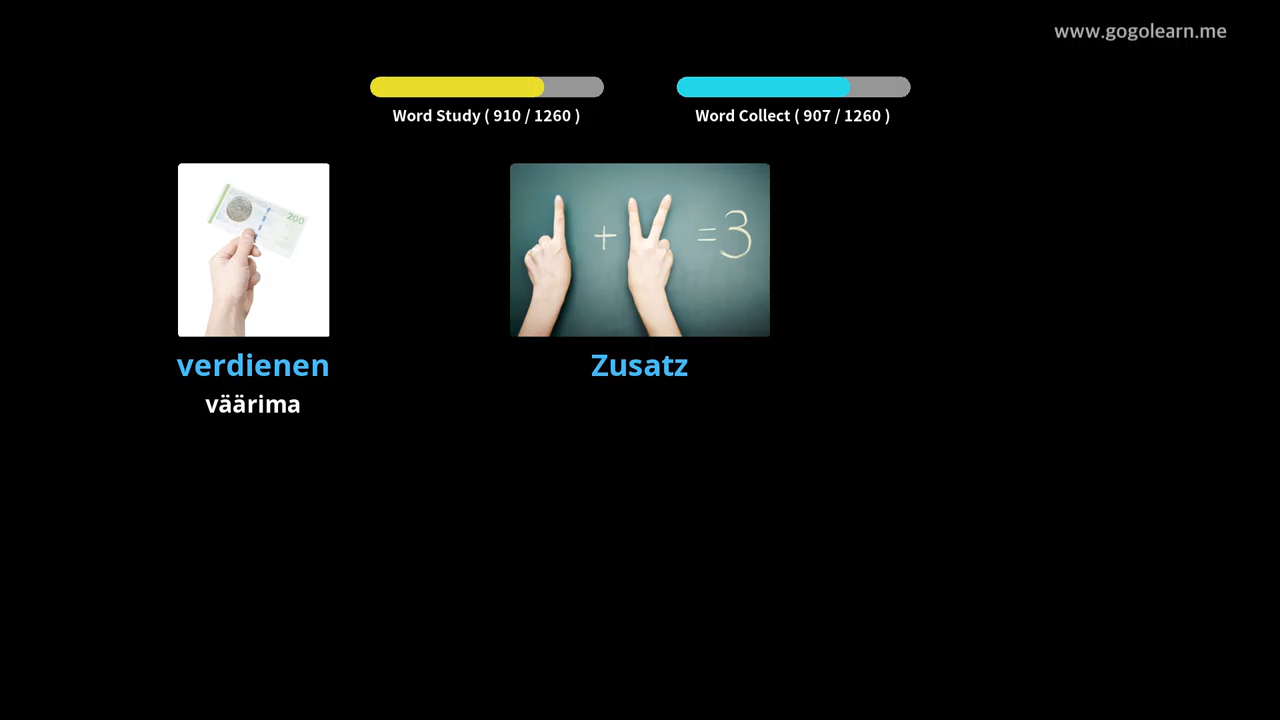 www.gogolearn.me
Word Study ( 910 / 1260 )
Word Collect ( 907 / 1260 )
200
+ = 3
verdienen
Zusatz
väärima